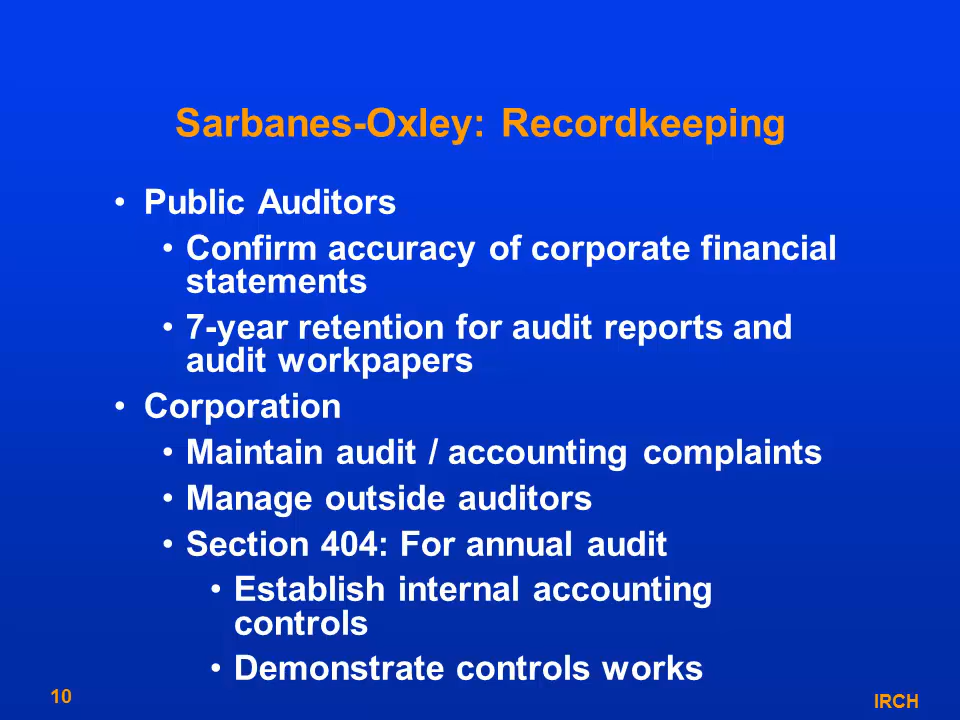 Sarbanes-Oxley: Recordkeeping
• Public Auditors
• Confirm accuracy of corporate financial
statements
• 7-year retention for audit reports and
audit workpapers
• Corporation
• Maintain audit / accounting complaints
• Manage outside auditors
• Section 404: For annual audit
• Establish internal accounting
controls
• Demonstrate controls works
10
IRCH